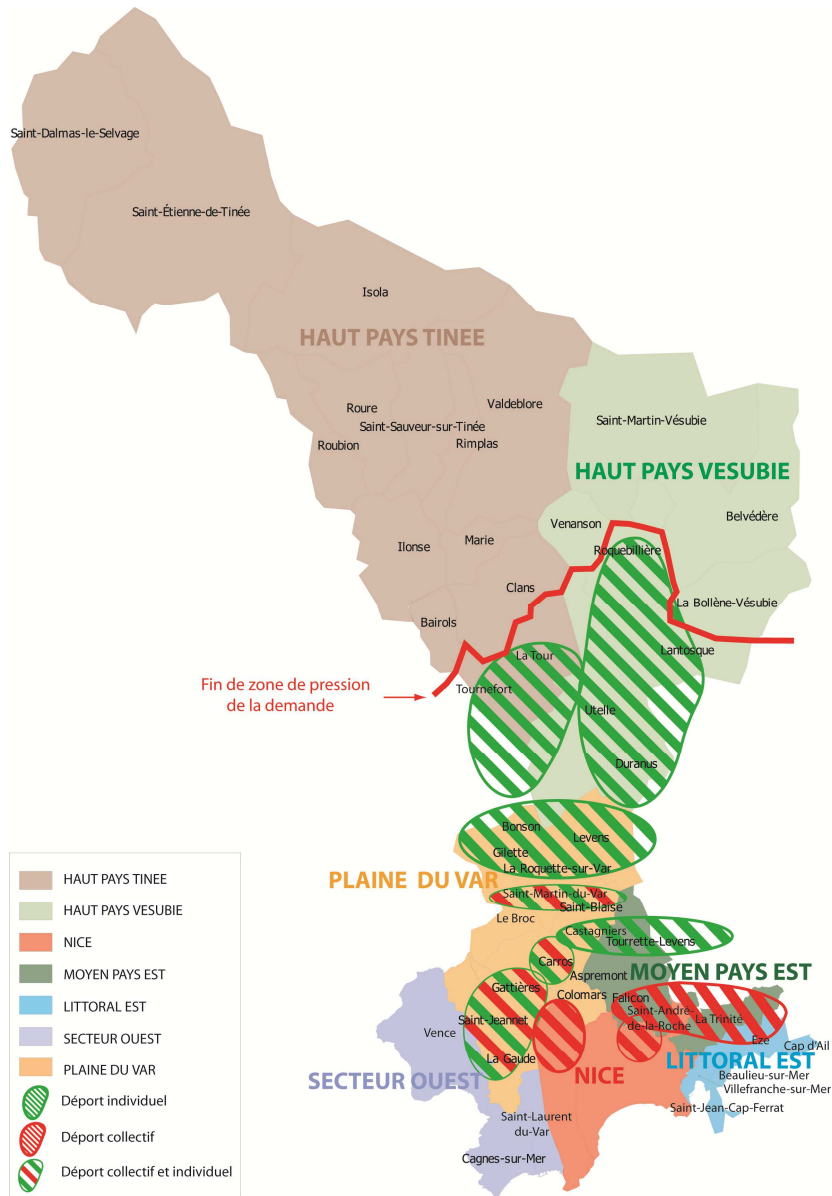 Saint-Dalmas-le-Selvage
Saint-Étienne-de-Tinée
Isola
HAUT PAYS TINEE
Valdeblore
Roure
Saint-Sauveur-sur-Tinée
Roubion
Rimplas
Saint-Martin-Vésubie
HAUT PAYS VESUBIE
Belvédère
Venanson
Ilonse
Marie
Roquebillière
Clans
La Bollène-Vésubie
Bairols
La Tour
Lantosque
Fin de zone de pression
de la demande
Tournefort
Utelle
Duranus
Bonson
Levens
Gilette
La Roquette-sur-Var
PLAINE DU VAR
Saint-Martin-du-Var
Saint-Blaise
Le Broc
Castagniers
Tourrette-Levens
Carros
Aspremont
MOYEN PAYS EST
Gattières
Colomars
Falicon
Saint-André-
de-la-Roche
La Trinité
Saint-Jeannet
Vence
Èze
Cap d'Ail
La Gaude
LITTORAL EST
SECTEUR OUEST
NICE
Beaulieu-sur-Mer
Villefranche-sur-Mer
Saint-Jean-Cap-Ferrat
Saint-Laurent
du-Var
Cagnes-sur-Mer
HAUT PAYS TINEE
HAUT PAYS VESUBIE
NICE
MOYEN PAYS EST
LITTORAL EST
SECTEUR OUEST
PLAINE DU VAR
Déport individuel
Déport collectif
Déport collectif et individuel